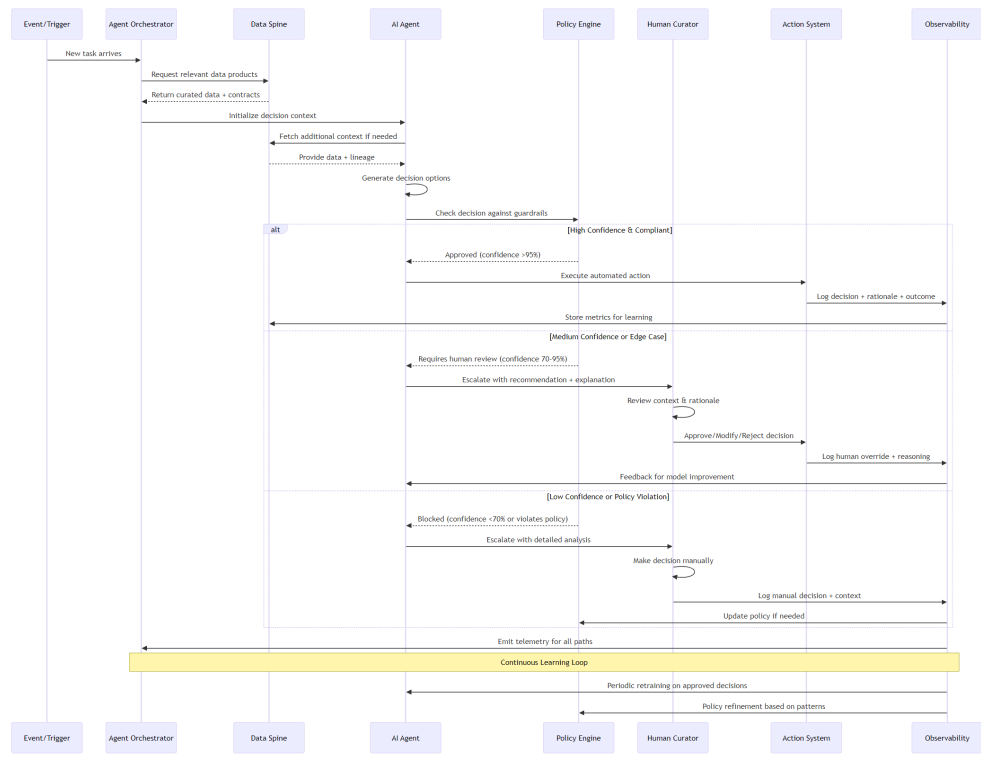 Event/Trigger
Agent Orchestrator
Data Spine
AI Agent
Policy Engine
Human Curator
Action System
Observability
New task arrives
Request relevant data products
Return curated data + contracts
Initialize decision context
Fetch additional context if needed
Provide data + lineage
Generate decision options
Check decision against guardrails
alt
[High Confidence & Compliant]
Approved (confidence >95%)
Execute automated action
Log decision + rationale + outcome
Store metrics for learning
[Medium Confidence or Edge Case]
Requires human review (confidence 70-95%)
Escalate with recommendation + explanation
Review context & rationale
Approve/Modify/Reject decision
Log human override + reasoning
Feedback for model improvement
[Low Confidence or Policy Violation]
Blocked (confidence <70% or violates policy)
Escalate with detailed analysis
Make decision manually
Log manual decision + context
Update policy if needed
Emit telemetry for all paths
Continuous Learning Loop
Periodic retraining on approved decisions
Policy refinement based on patterns
Event/Trigger
Agent Orchestrator
Data Spine
AI Agent
Policy Engine
Human Curator
Action System
Observability